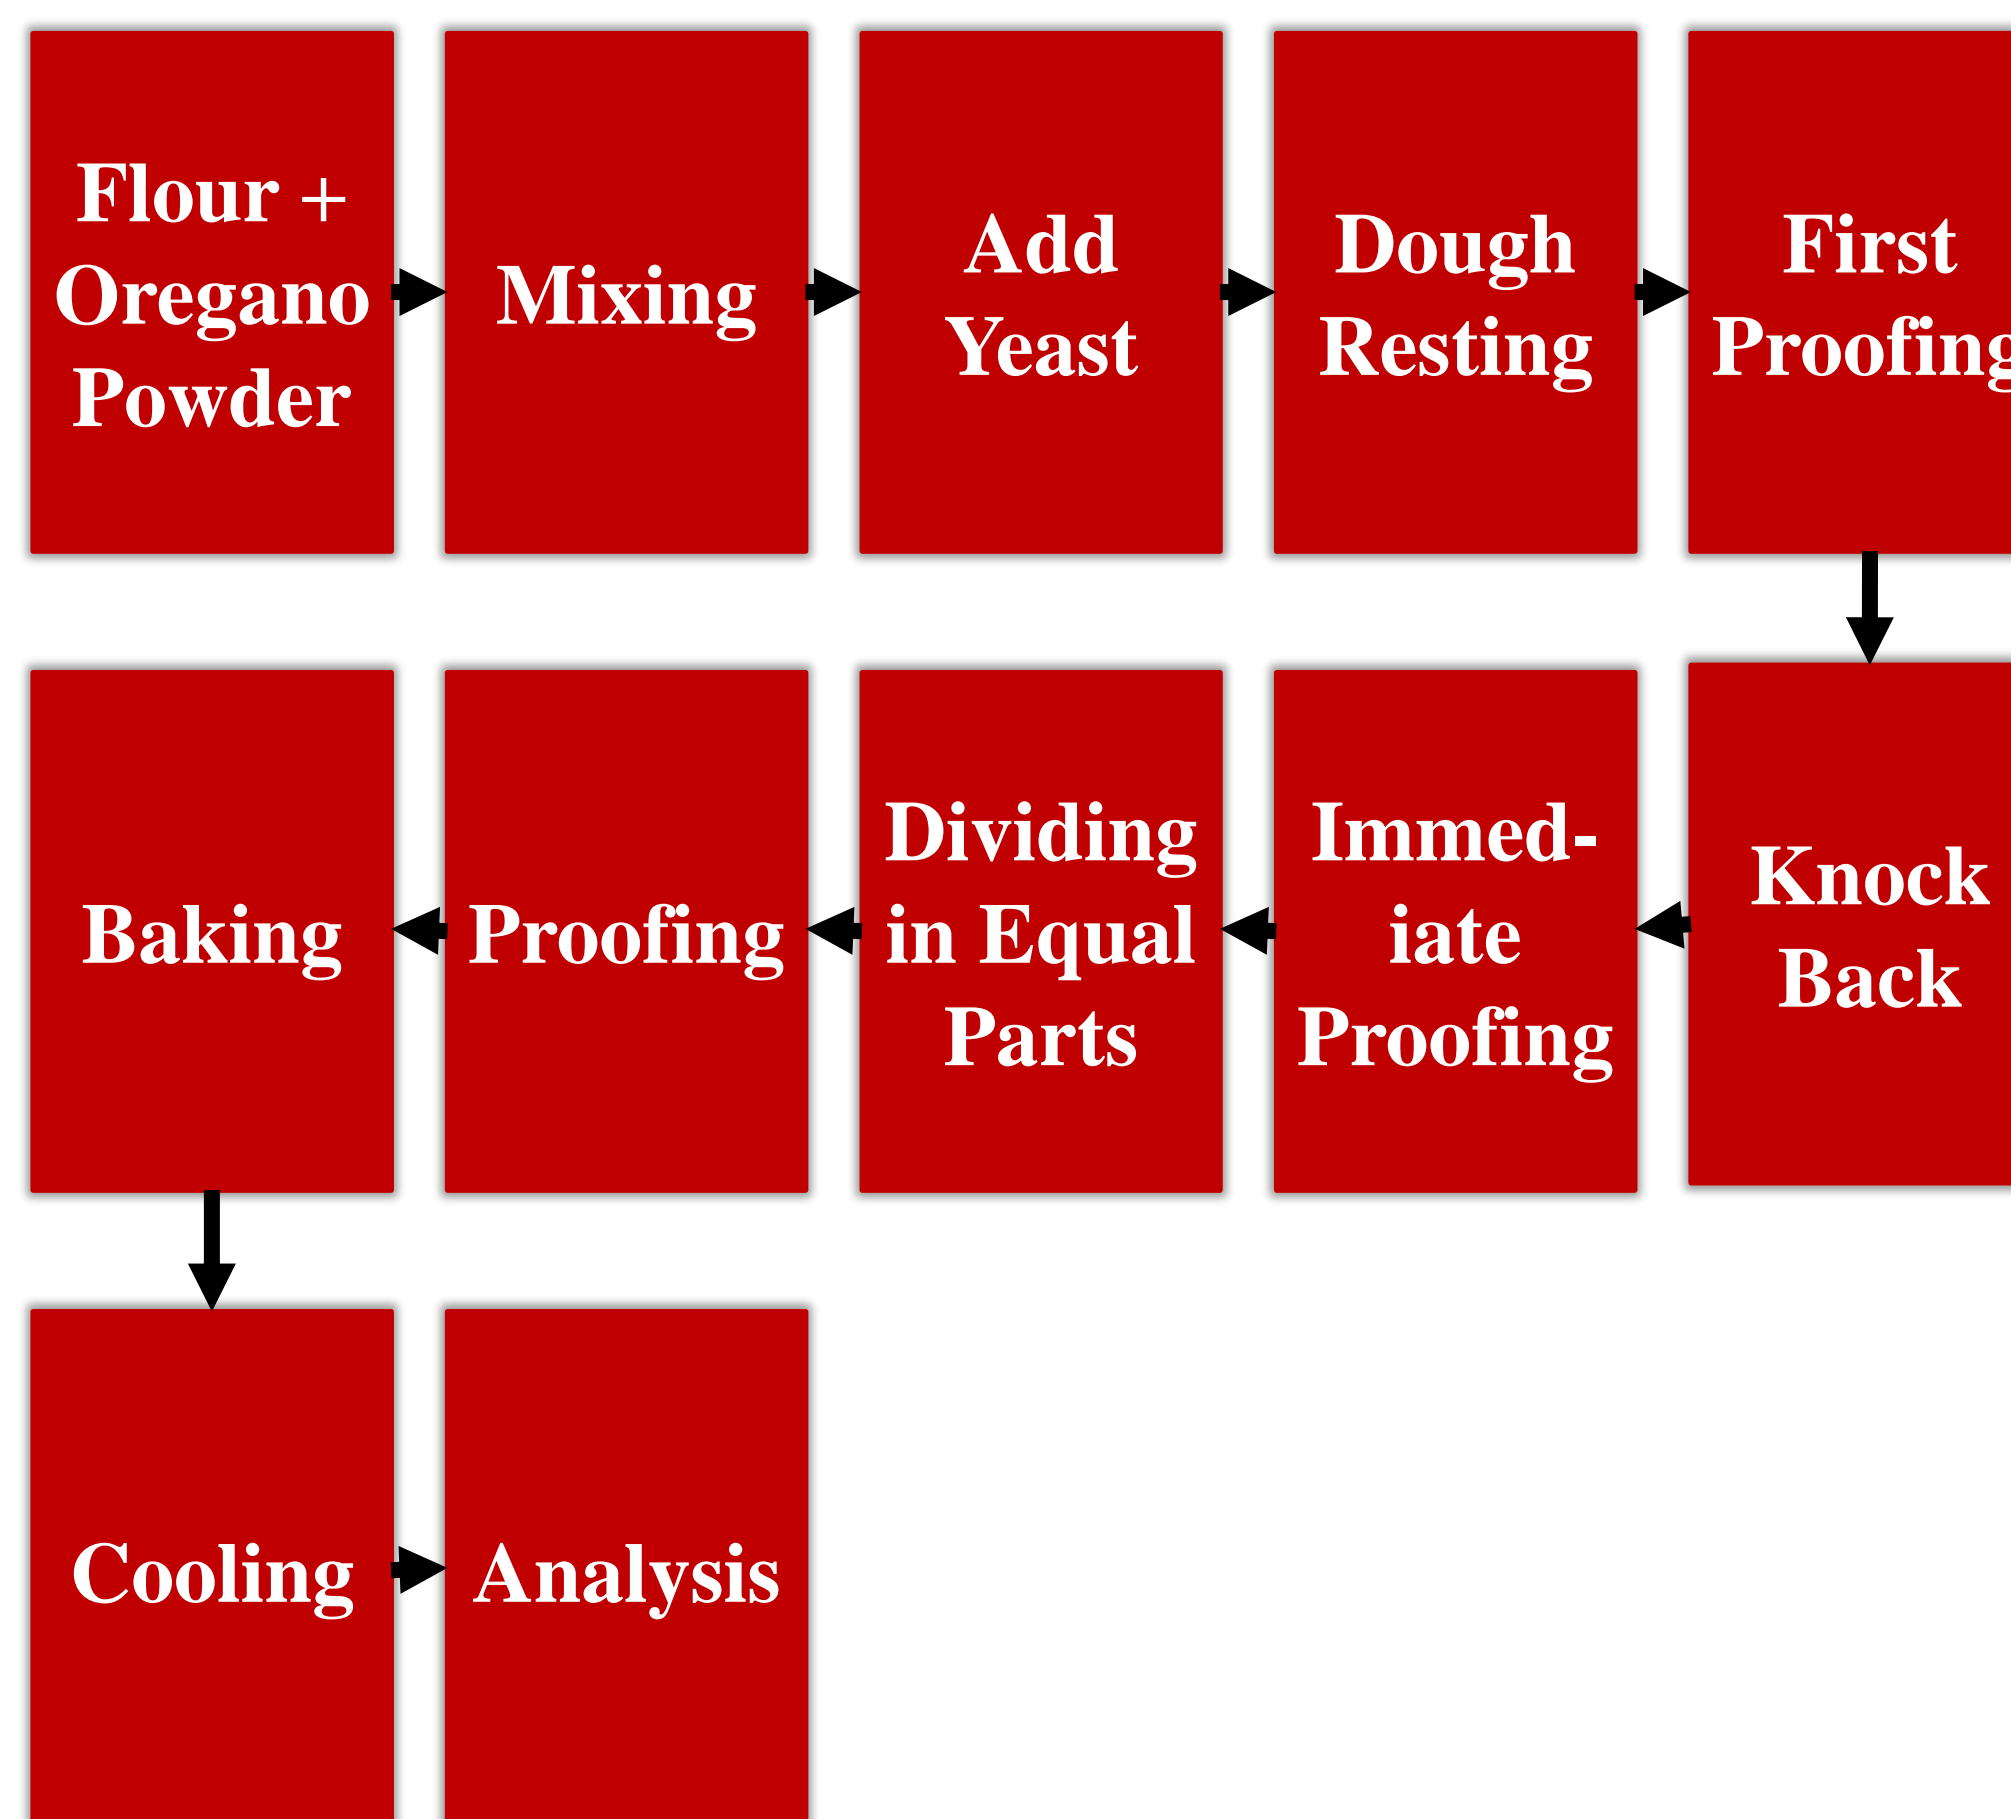 Flour +
Oregano
Powder
Mixing
Add
Yeast
Dough
Resting
First
Proofing
Knock
Back
Immed-
iate
Proofing
Dividing
in Equal
Parts
Proofing
Baking
Cooling
Analysis